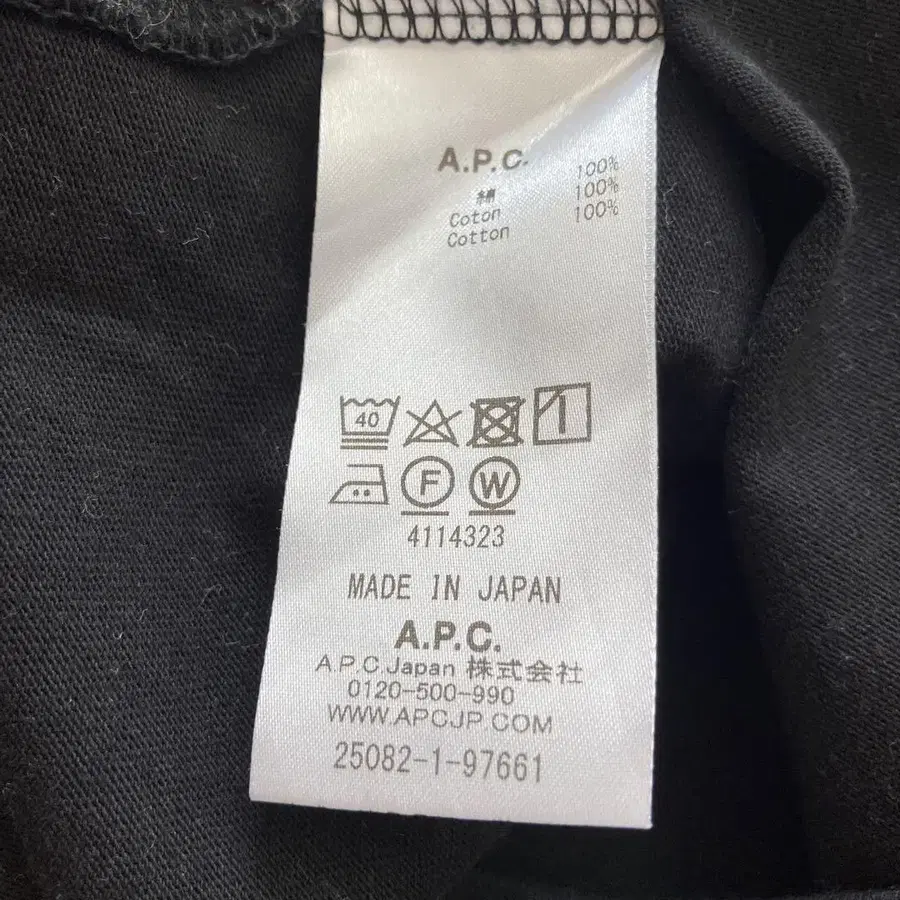 A.P.C.
綿 100%
Coton 100%
Cotton 100%
40
F W
4114323
MADE IN JAPAN
A.P.C.
A.P.C.Japan 株式会社
0120-500-990
WWW.APCJP.COM
25082-1-97661